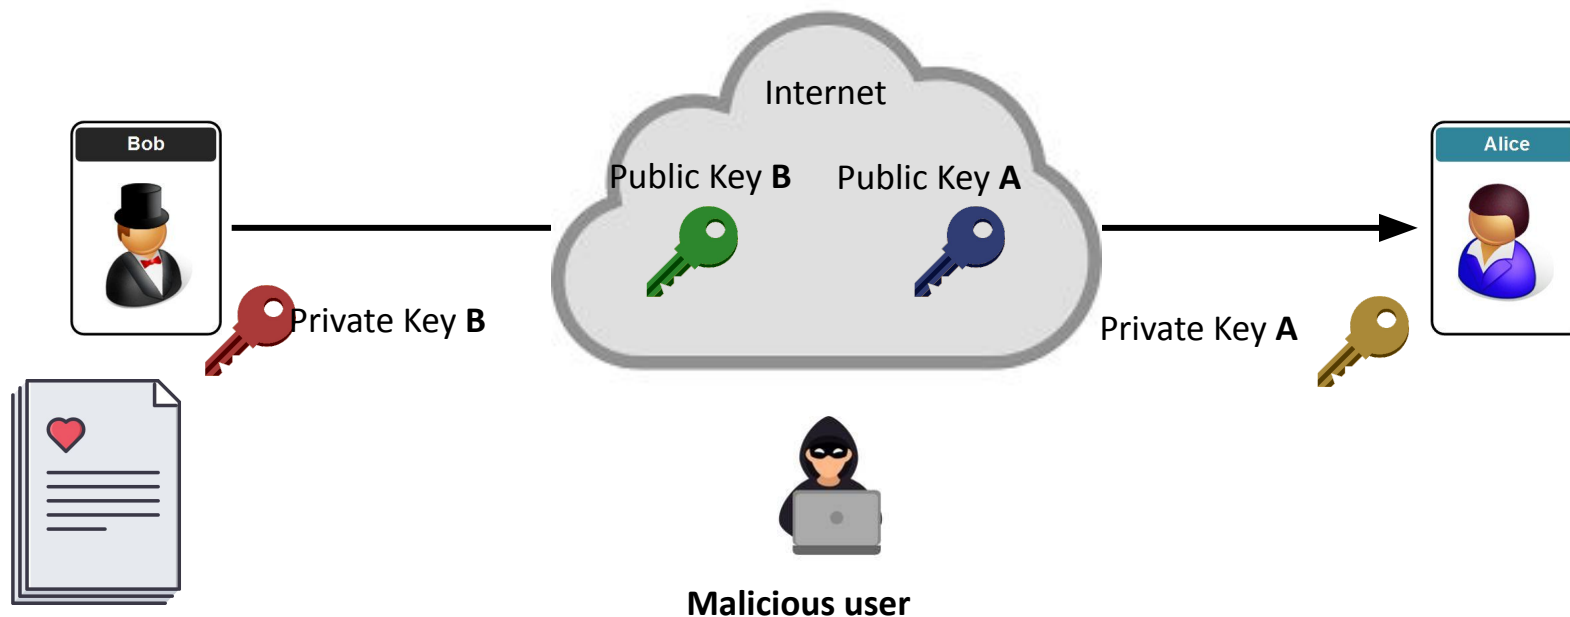 Internet
Bob
Alice
Public Key B
Public Key A
Private Key B
Private Key A
Malicious user